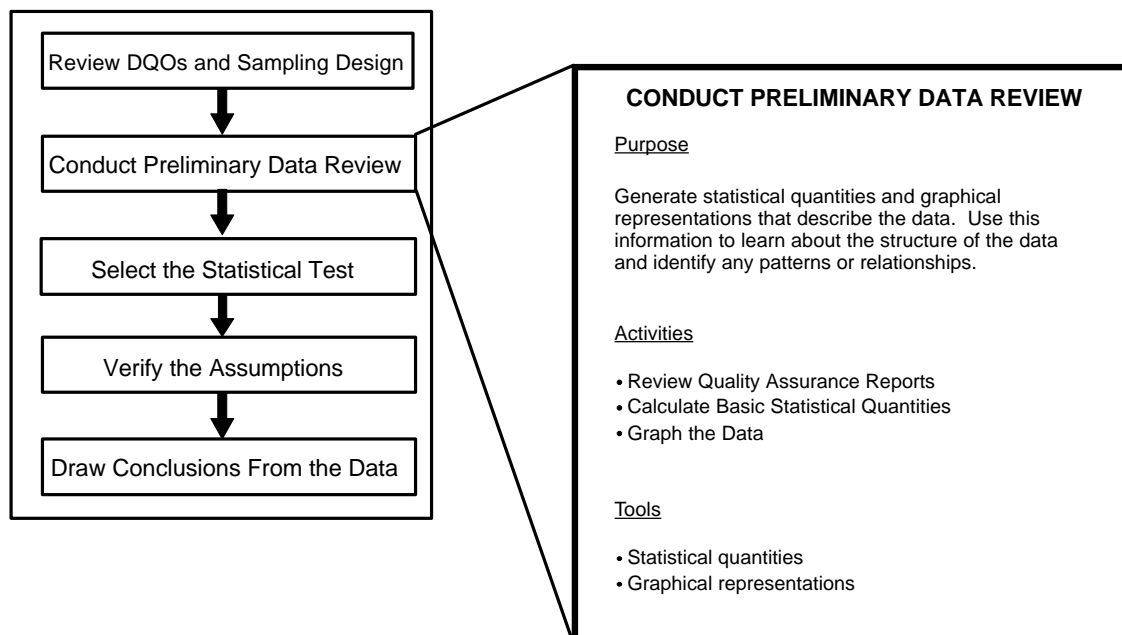 Review DQOs and Sampling Design
Conduct Preliminary Data Review
Select the Statistical Test
Verify the Assumptions
Draw Conclusions From the Data
CONDUCT PRELIMINARY DATA REVIEW
Purpose
Generate statistical quantities and graphical
representations that describe the data.  Use this
information to learn about the structure of the data
and identify any patterns or relationships.
Activities
• Review Quality Assurance Reports
• Calculate Basic Statistical Quantities
• Graph the Data
Tools
• Statistical quantities
• Graphical representations